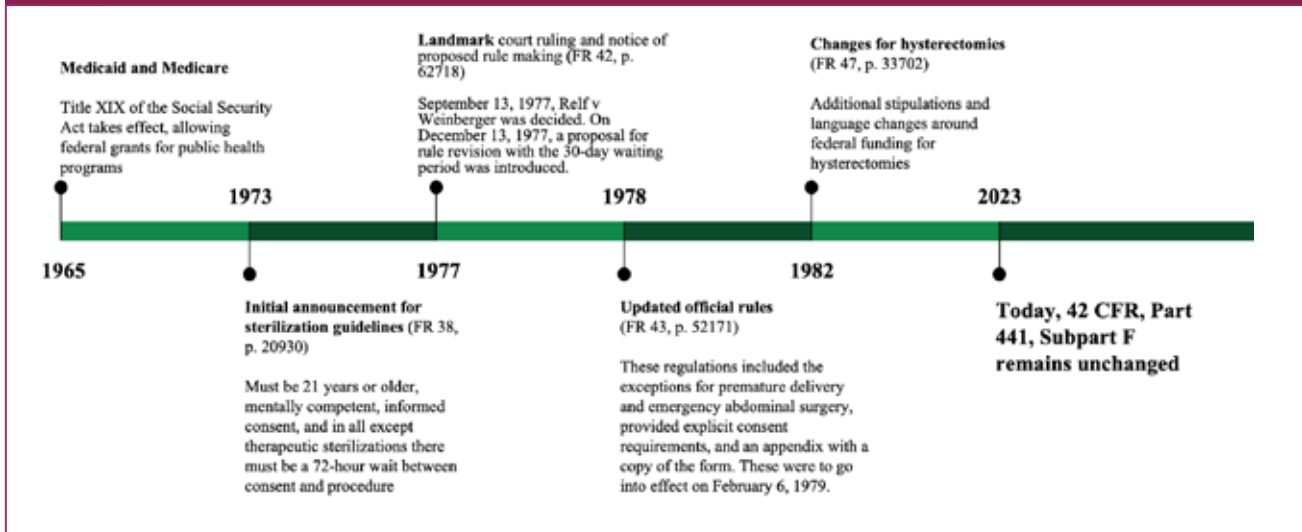 Medicaid and Medicare
Title XIX of the Social Security
Act takes effect, allowing
federal grants for public health
programs
Landmark court ruling and notice of
proposed rule making (FR 42, p.
62718)
September 13, 1977, Relf v
Weinberger was decided. On
December 13, 1977, a proposal for
rule revision with the 30-day waiting
period was introduced.
Changes for hysterectomies
(FR 47, p. 33702)
Additional stipulations and
language changes around
federal funding for
hysterectomies
1973
1978
2023
1965
1977
1982
Initial announcement for
sterilization guidelines (FR 38,
p. 20930)
Must be 21 years or older,
mentally competent, informed
consent, and in all except
therapeutic sterilizations there
must be a 72-hour wait between
consent and procedure
Updated official rules
(FR 43, p. 52171)
These regulations included the
exceptions for premature delivery
and emergency abdominal surgery,
provided explicit consent
requirements, and an appendix with a
copy of the form. These were to go
into effect on February 6, 1979.
Today, 42 CFR, Part
441, Subpart F
remains unchanged